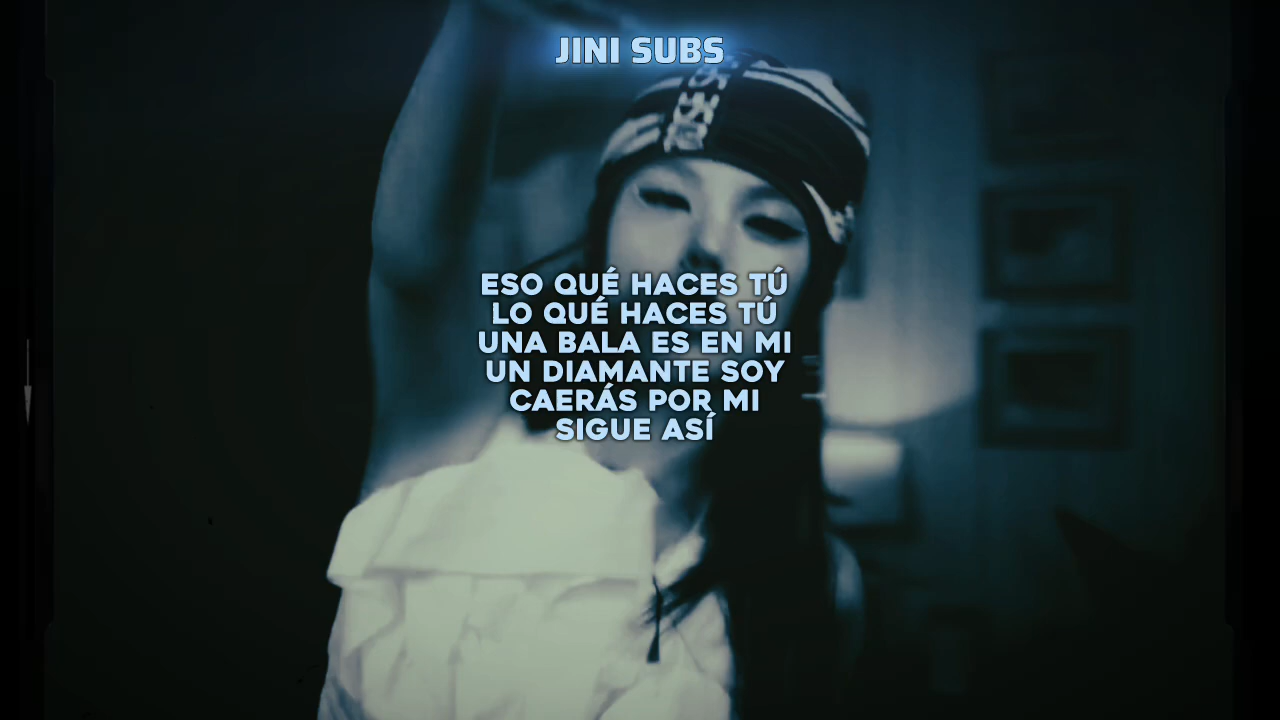 JINI SUBS
ESO QUÉ HACES TÚ
LO QUÉ HACES TÚ
UNA BALA ES EN MI
UN DIAMANTE SOY
CAERÁS POR MI
SIGUE ASÍ